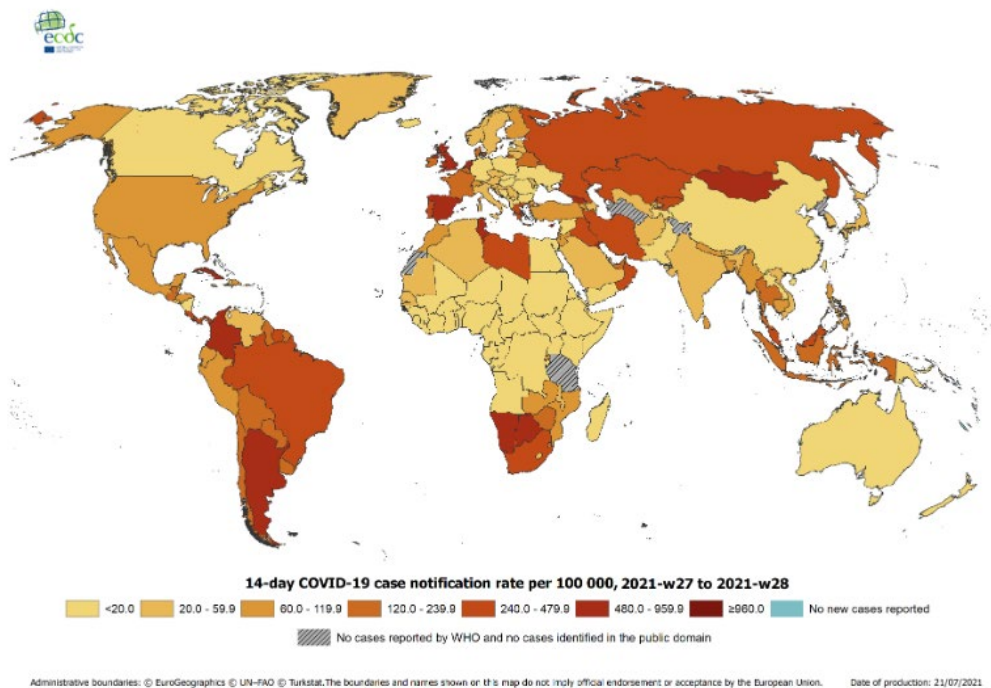 ecdc
14-day COVID-19 case notification rate per 100 000, 2021-w27 to 2021-w28
<20.0 20.0 - 59.9 60.0 - 119.9 120.0 - 239.9 240.0 - 479.9 480.0 - 959.9 ≥960.0 No new cases reported
No cases reported by WHO and no cases identified in the public domain
Administrative boundaries: © EuroGeographics © UN–FAO © Turkstat.The boundaries and names shown on this map do not imply official endorsement or acceptance by the European Union. Date of production: 21/07/2021